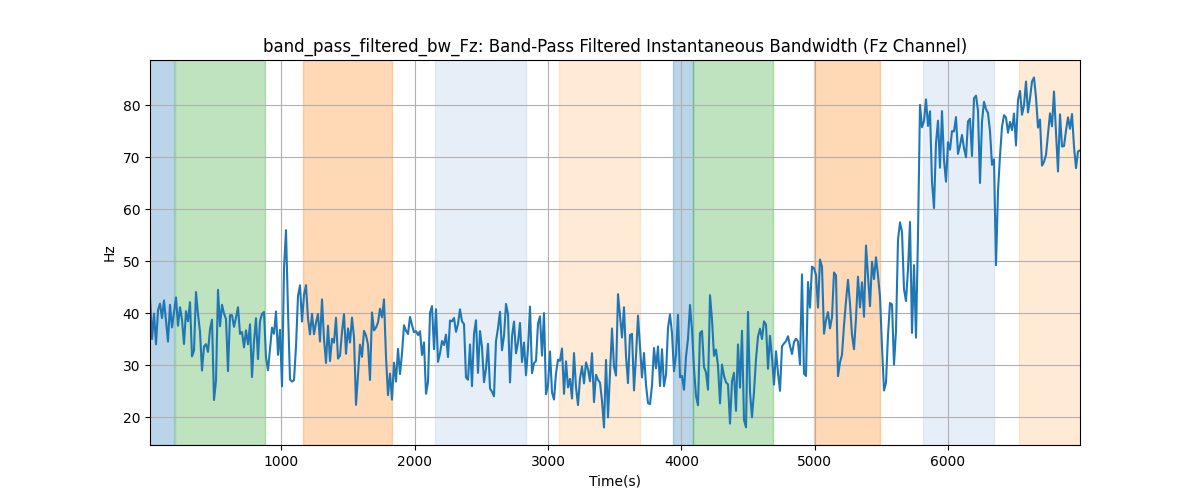 band_pass_filtered_bw_Fz: Band-Pass Filtered Instantaneous Bandwidth (Fz Channel)
80
70
60
50
40
30
20
Hz
1000 2000 3000 4000 5000 6000
Time(s)